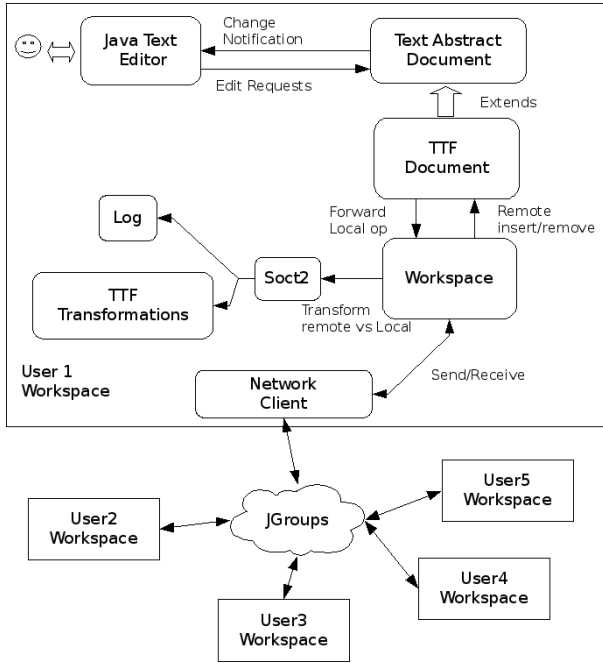 Java Text
Editor
Change
Notification
Edit Requests
Text Abstract
Document
Extends
TTF
Document
Forward
Local op
Remote
insert/remove
Log
Soct2
Workspace
TTF
Transformations
Transform
remote vs Local
User 1
Workspace
Network
Client
Send/Receive
JGroups
User2
Workspace
User5
Workspace
User4
Workspace
User3
Workspace